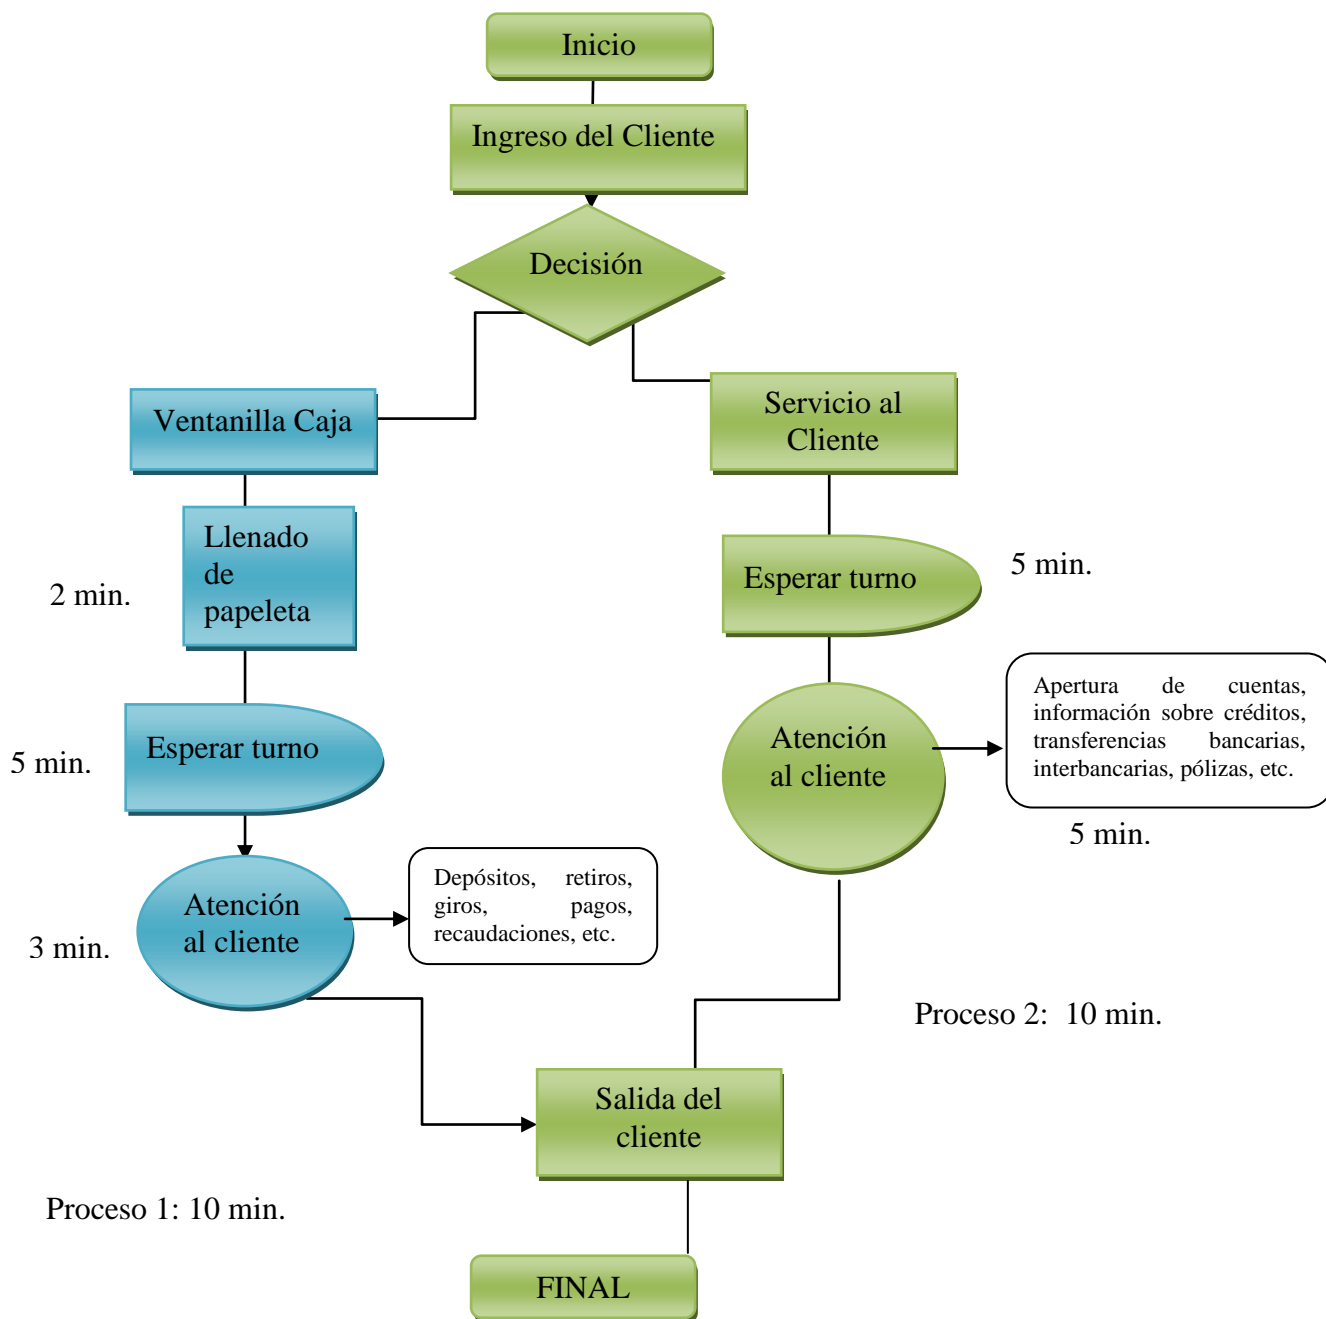 Inicio
Ingreso del Cliente
Decisión
Ventanilla Caja
Servicio al
Cliente
Llenado
de
papeleta
2 min.
Esperar turno
5 min.
Esperar turno
5 min.
Atención
al cliente
Apertura de cuentas,
información sobre créditos,
transferencias bancarias,
interbancarias, pólizas, etc.
5 min.
Atención
al cliente
3 min.
Depósitos, retiros,
giros, pagos,
recaudaciones, etc.
Proceso 2: 10 min.
Salida del
cliente
Proceso 1: 10 min.
FINAL